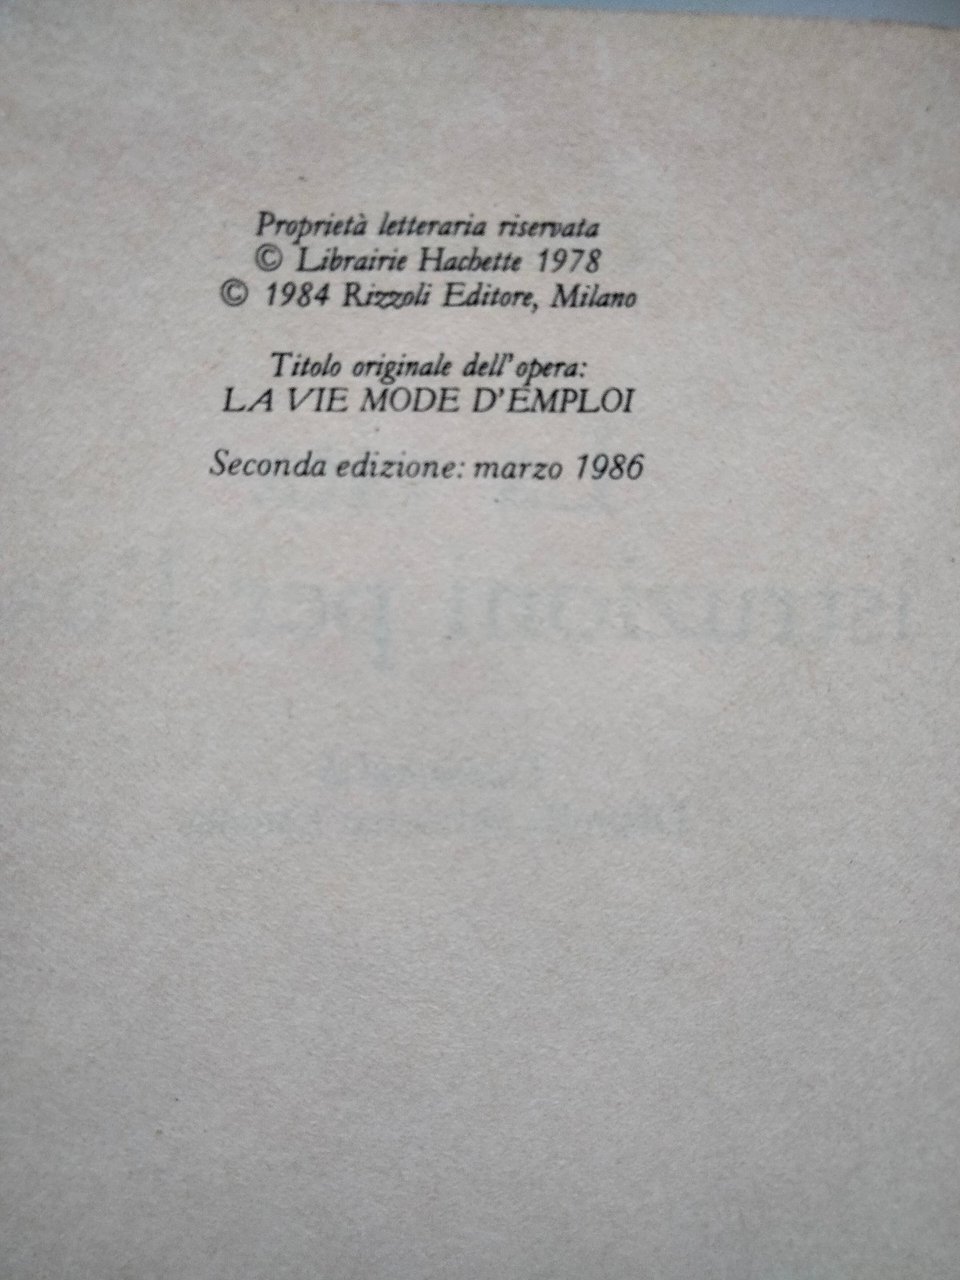 Proprietà letteraria riservata
© Librairie Hachette 1978
© 1984 Rizzoli Editore, Milano
Titolo originale dell'opera:
LA VIE MODE D'EMPLOI
Seconda edizione: marzo 1986